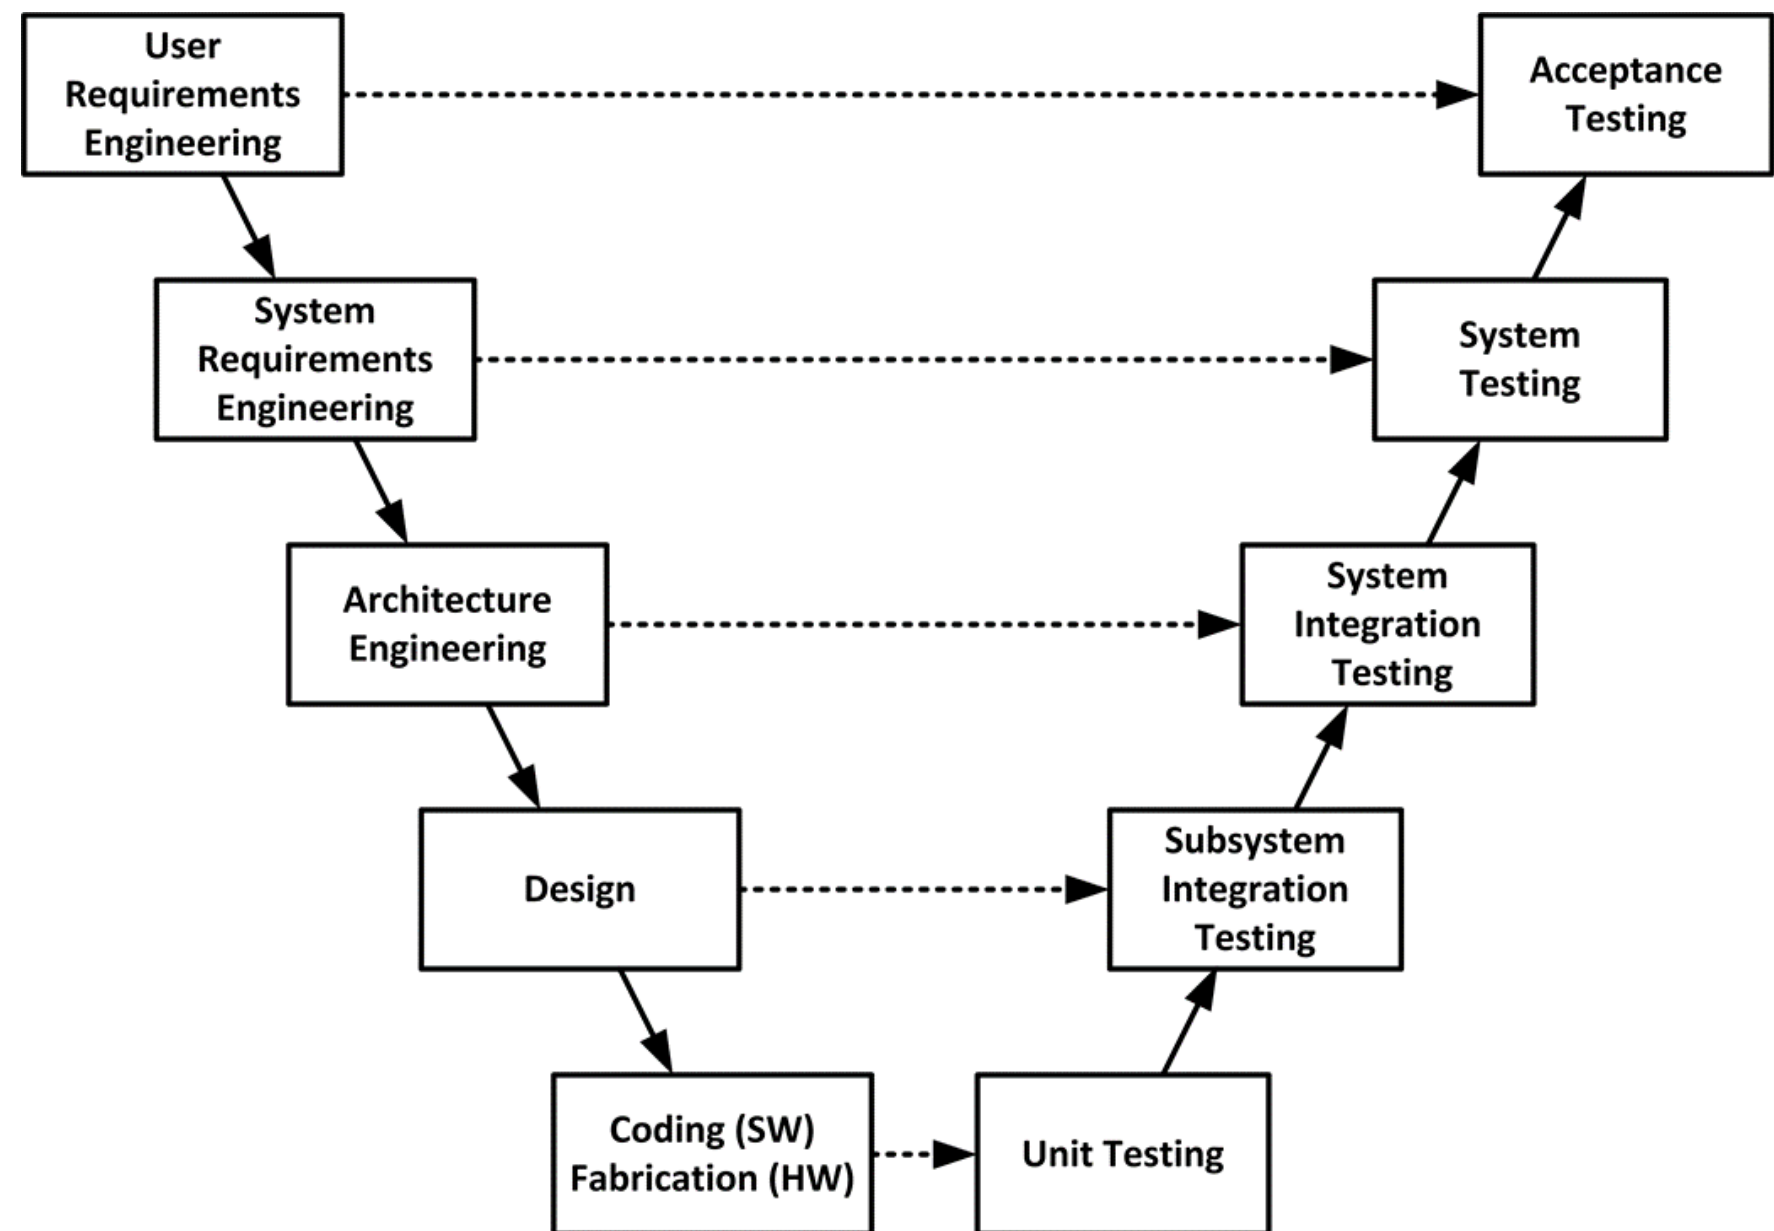 User
Requirements
Engineering
Acceptance
Testing
System
Requirements
Engineering
System
Testing
Architecture
Engineering
System
Integration
Testing
Design
Subsystem
Integration
Testing
Coding (SW)
Fabrication (HW)
Unit Testing